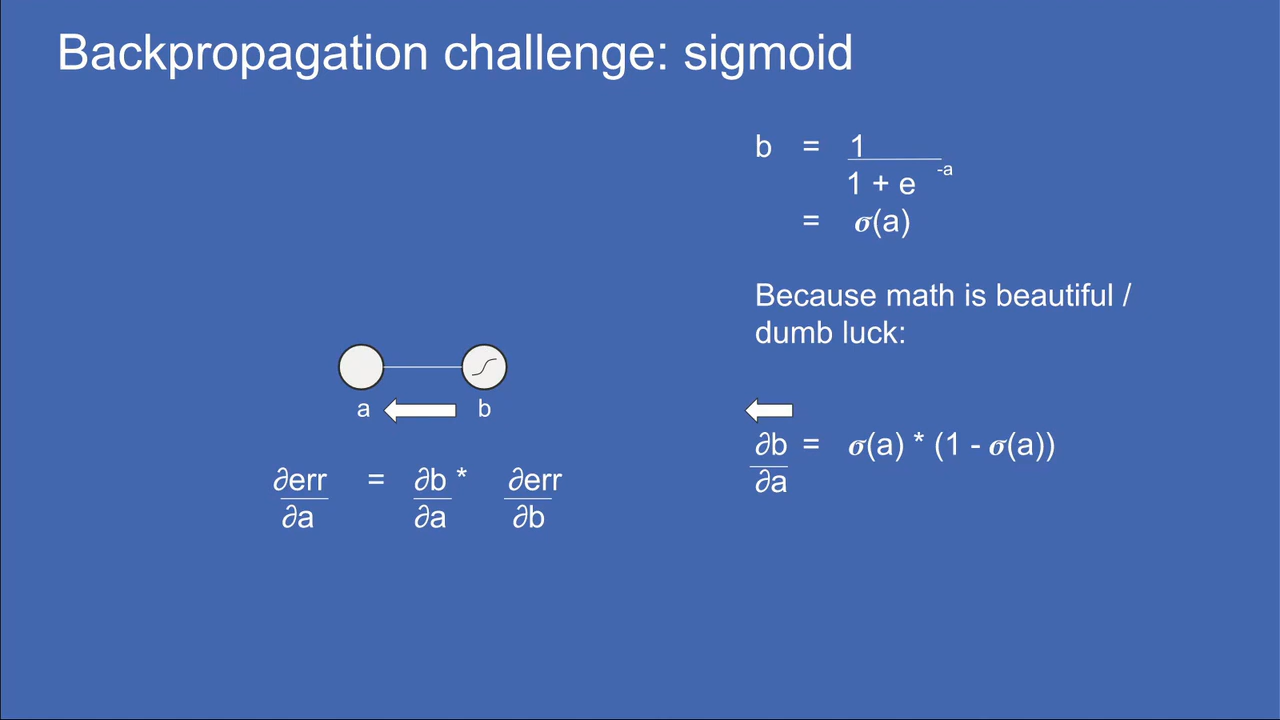 Backpropagation challenge: sigmoid
b = 1
1 + e -a
= 𝝈(a)
Because math is beautiful /
dumb luck:
a b
∂b = 𝝈(a) * (1 - 𝝈(a))
∂a
∂err = ∂b * ∂err
∂a ∂a ∂b